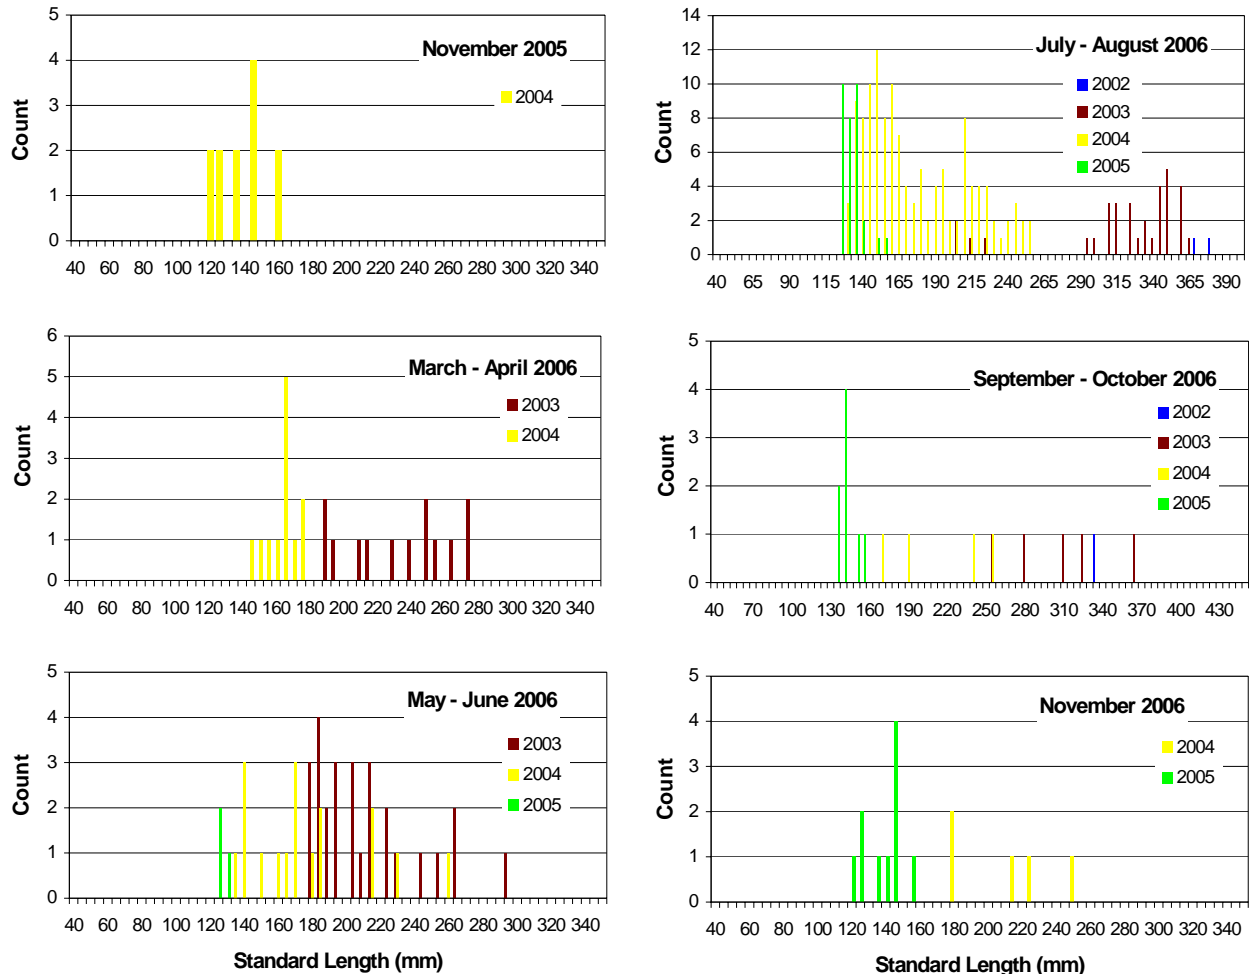 November 2005
2004
5
4
3
2
1
0
Count
40 60 80 100 120 140 160 180 200 220 240 260 280 300 320 340
March - April 2006
2003
2004
6
5
4
3
2
1
0
Count
40 60 80 100 120 140 160 180 200 220 240 260 280 300 320 340
May - June 2006
2003
2004
2005
5
4
3
2
1
0
Count
40 60 80 100 120 140 160 180 200 220 240 260 280 300 320 340
Standard Length (mm)
July - August 2006
2002
2003
2004
2005
14
12
10
8
6
4
2
0
Count
40 65 90 115 140 165 190 215 240 265 290 315 340 365 390
September - October 2006
2002
2003
2004
2005
5
4
3
2
1
0
Count
40 70 100 130 160 190 220 250 280 310 340 370 400 430
November 2006
2004
2005
5
4
3
2
1
0
Count
40 60 80 100 120 140 160 180 200 220 240 260 280 300 320 340
Standard Length (mm)